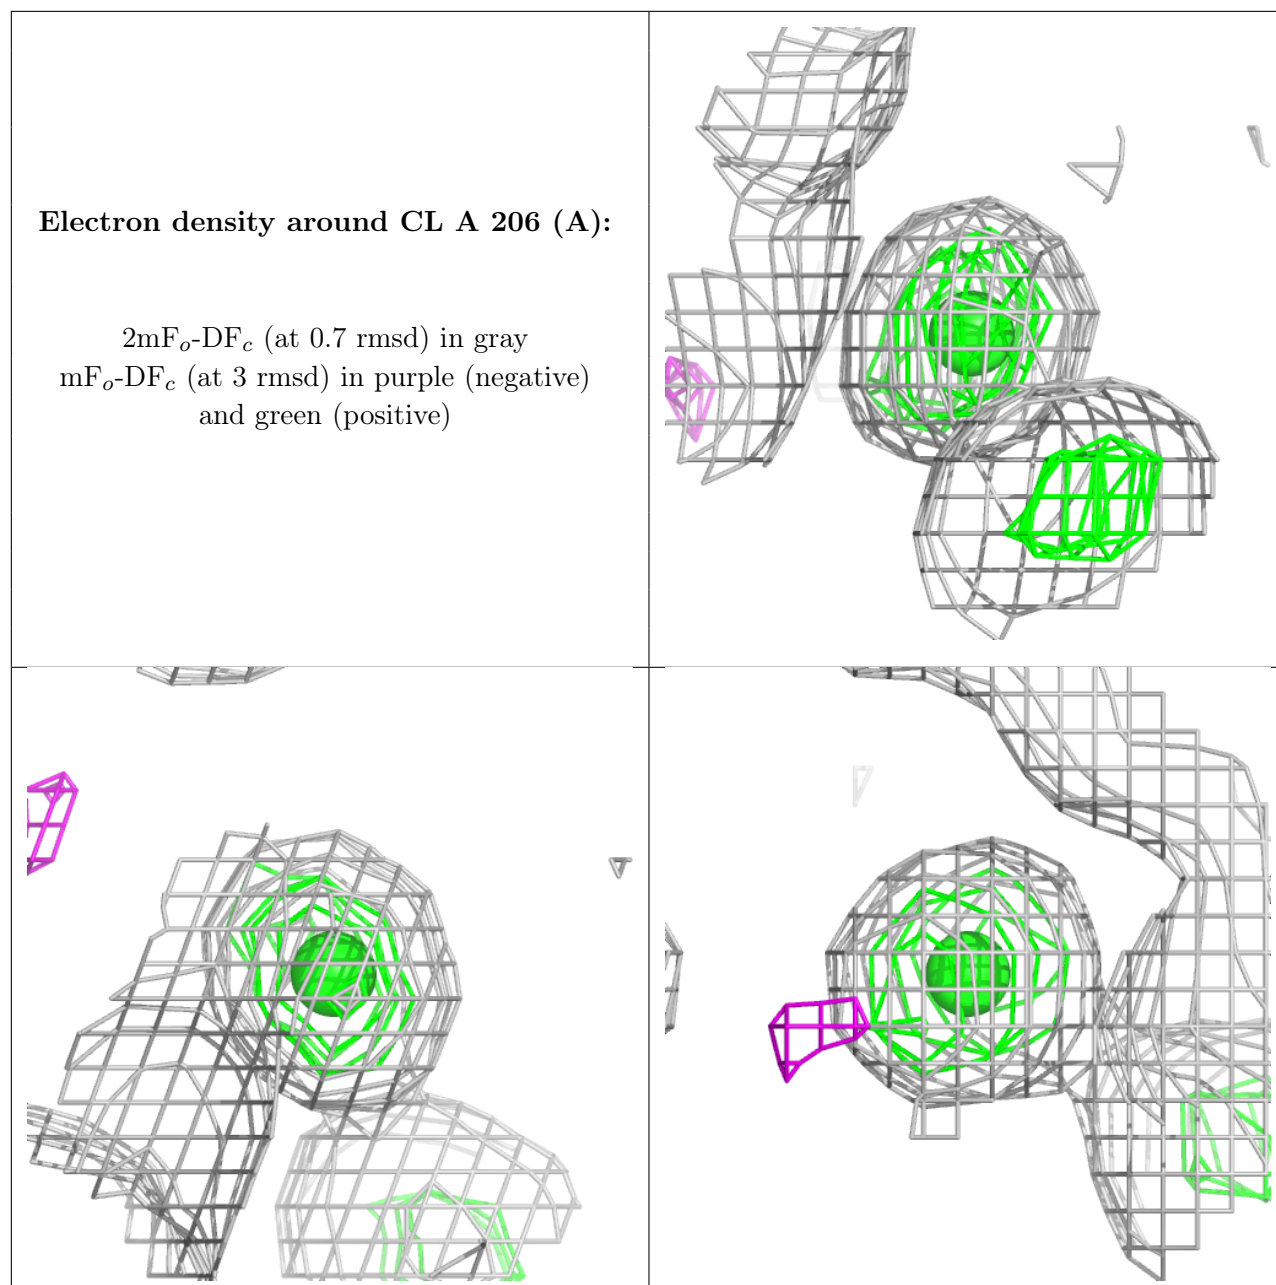 Electron density around CL A 206 (A):
2mFₒ-DF𝒸 (at 0.7 rmsd) in gray
mFₒ-DF𝒸 (at 3 rmsd) in purple (negative)
and green (positive)